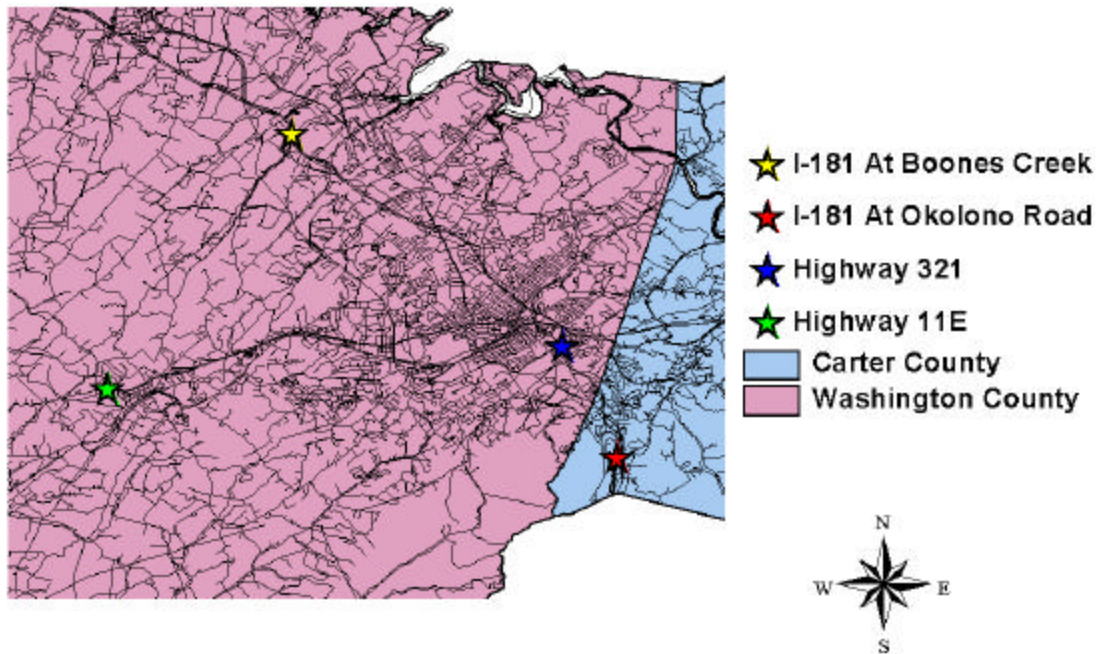 I-181 At Boones Creek
I-181 At Okolono Road
Highway 321
Highway 11E
Carter County
Washington County
N
W E
S